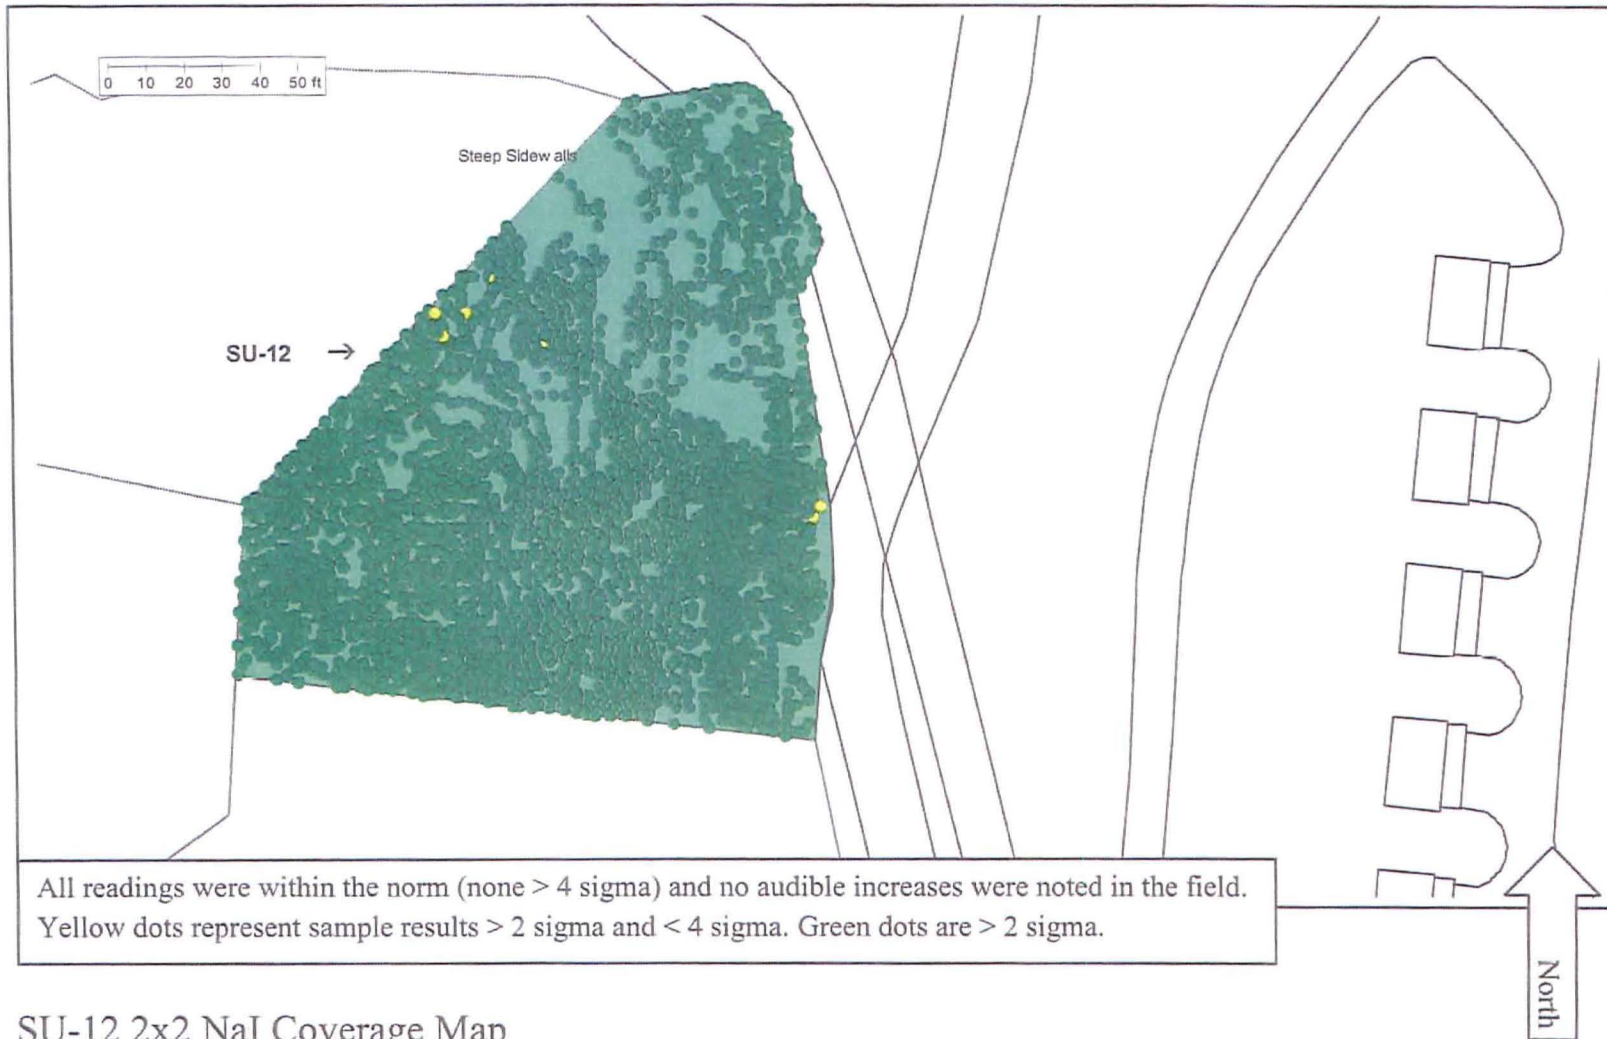 0 10 20 30 40 50 ft
Steep Sidewalls
SU-12 →
All readings were within the norm (none > 4 sigma) and no audible increases were noted in the field.
Yellow dots represent sample results > 2 sigma and < 4 sigma. Green dots are > 2 sigma.
North
SU-12 2x2 NaI Coverage Map